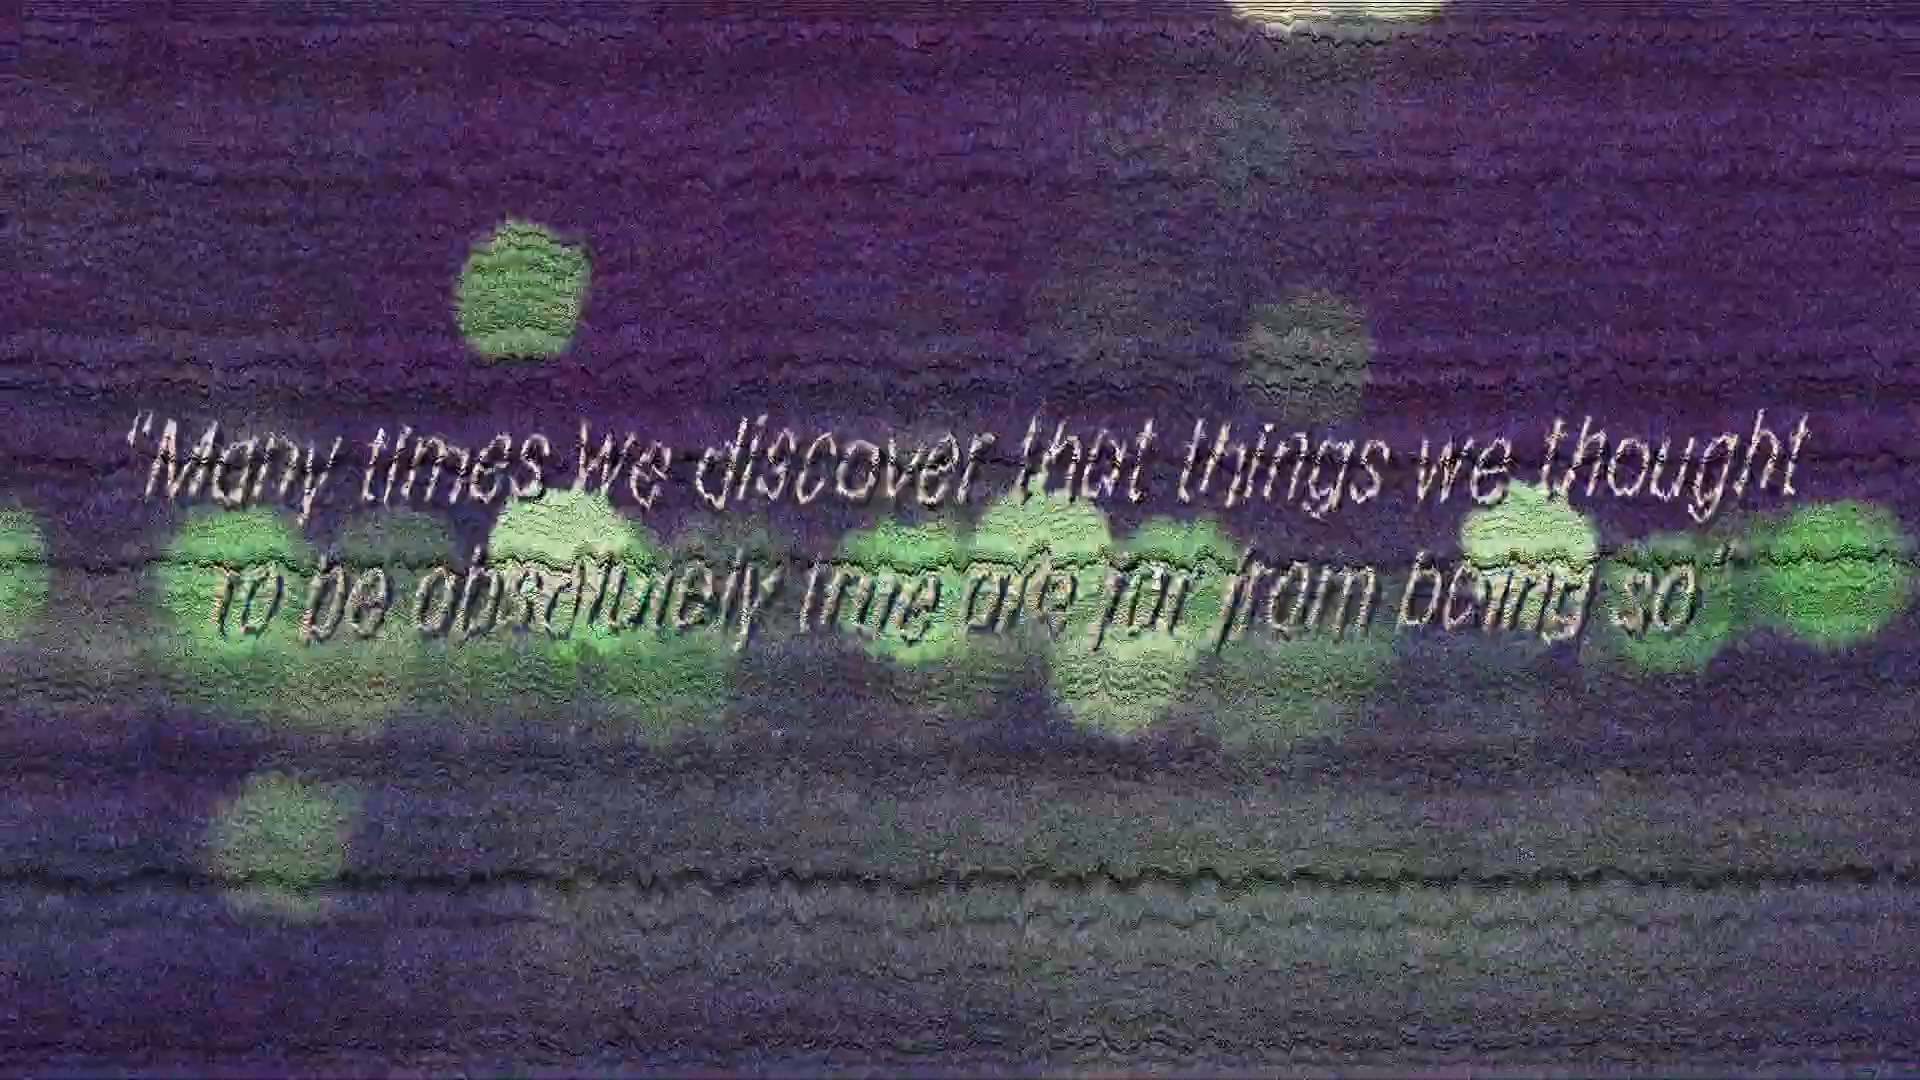 “Many times we discover that things we thought
to be absolutely true are far from being so”